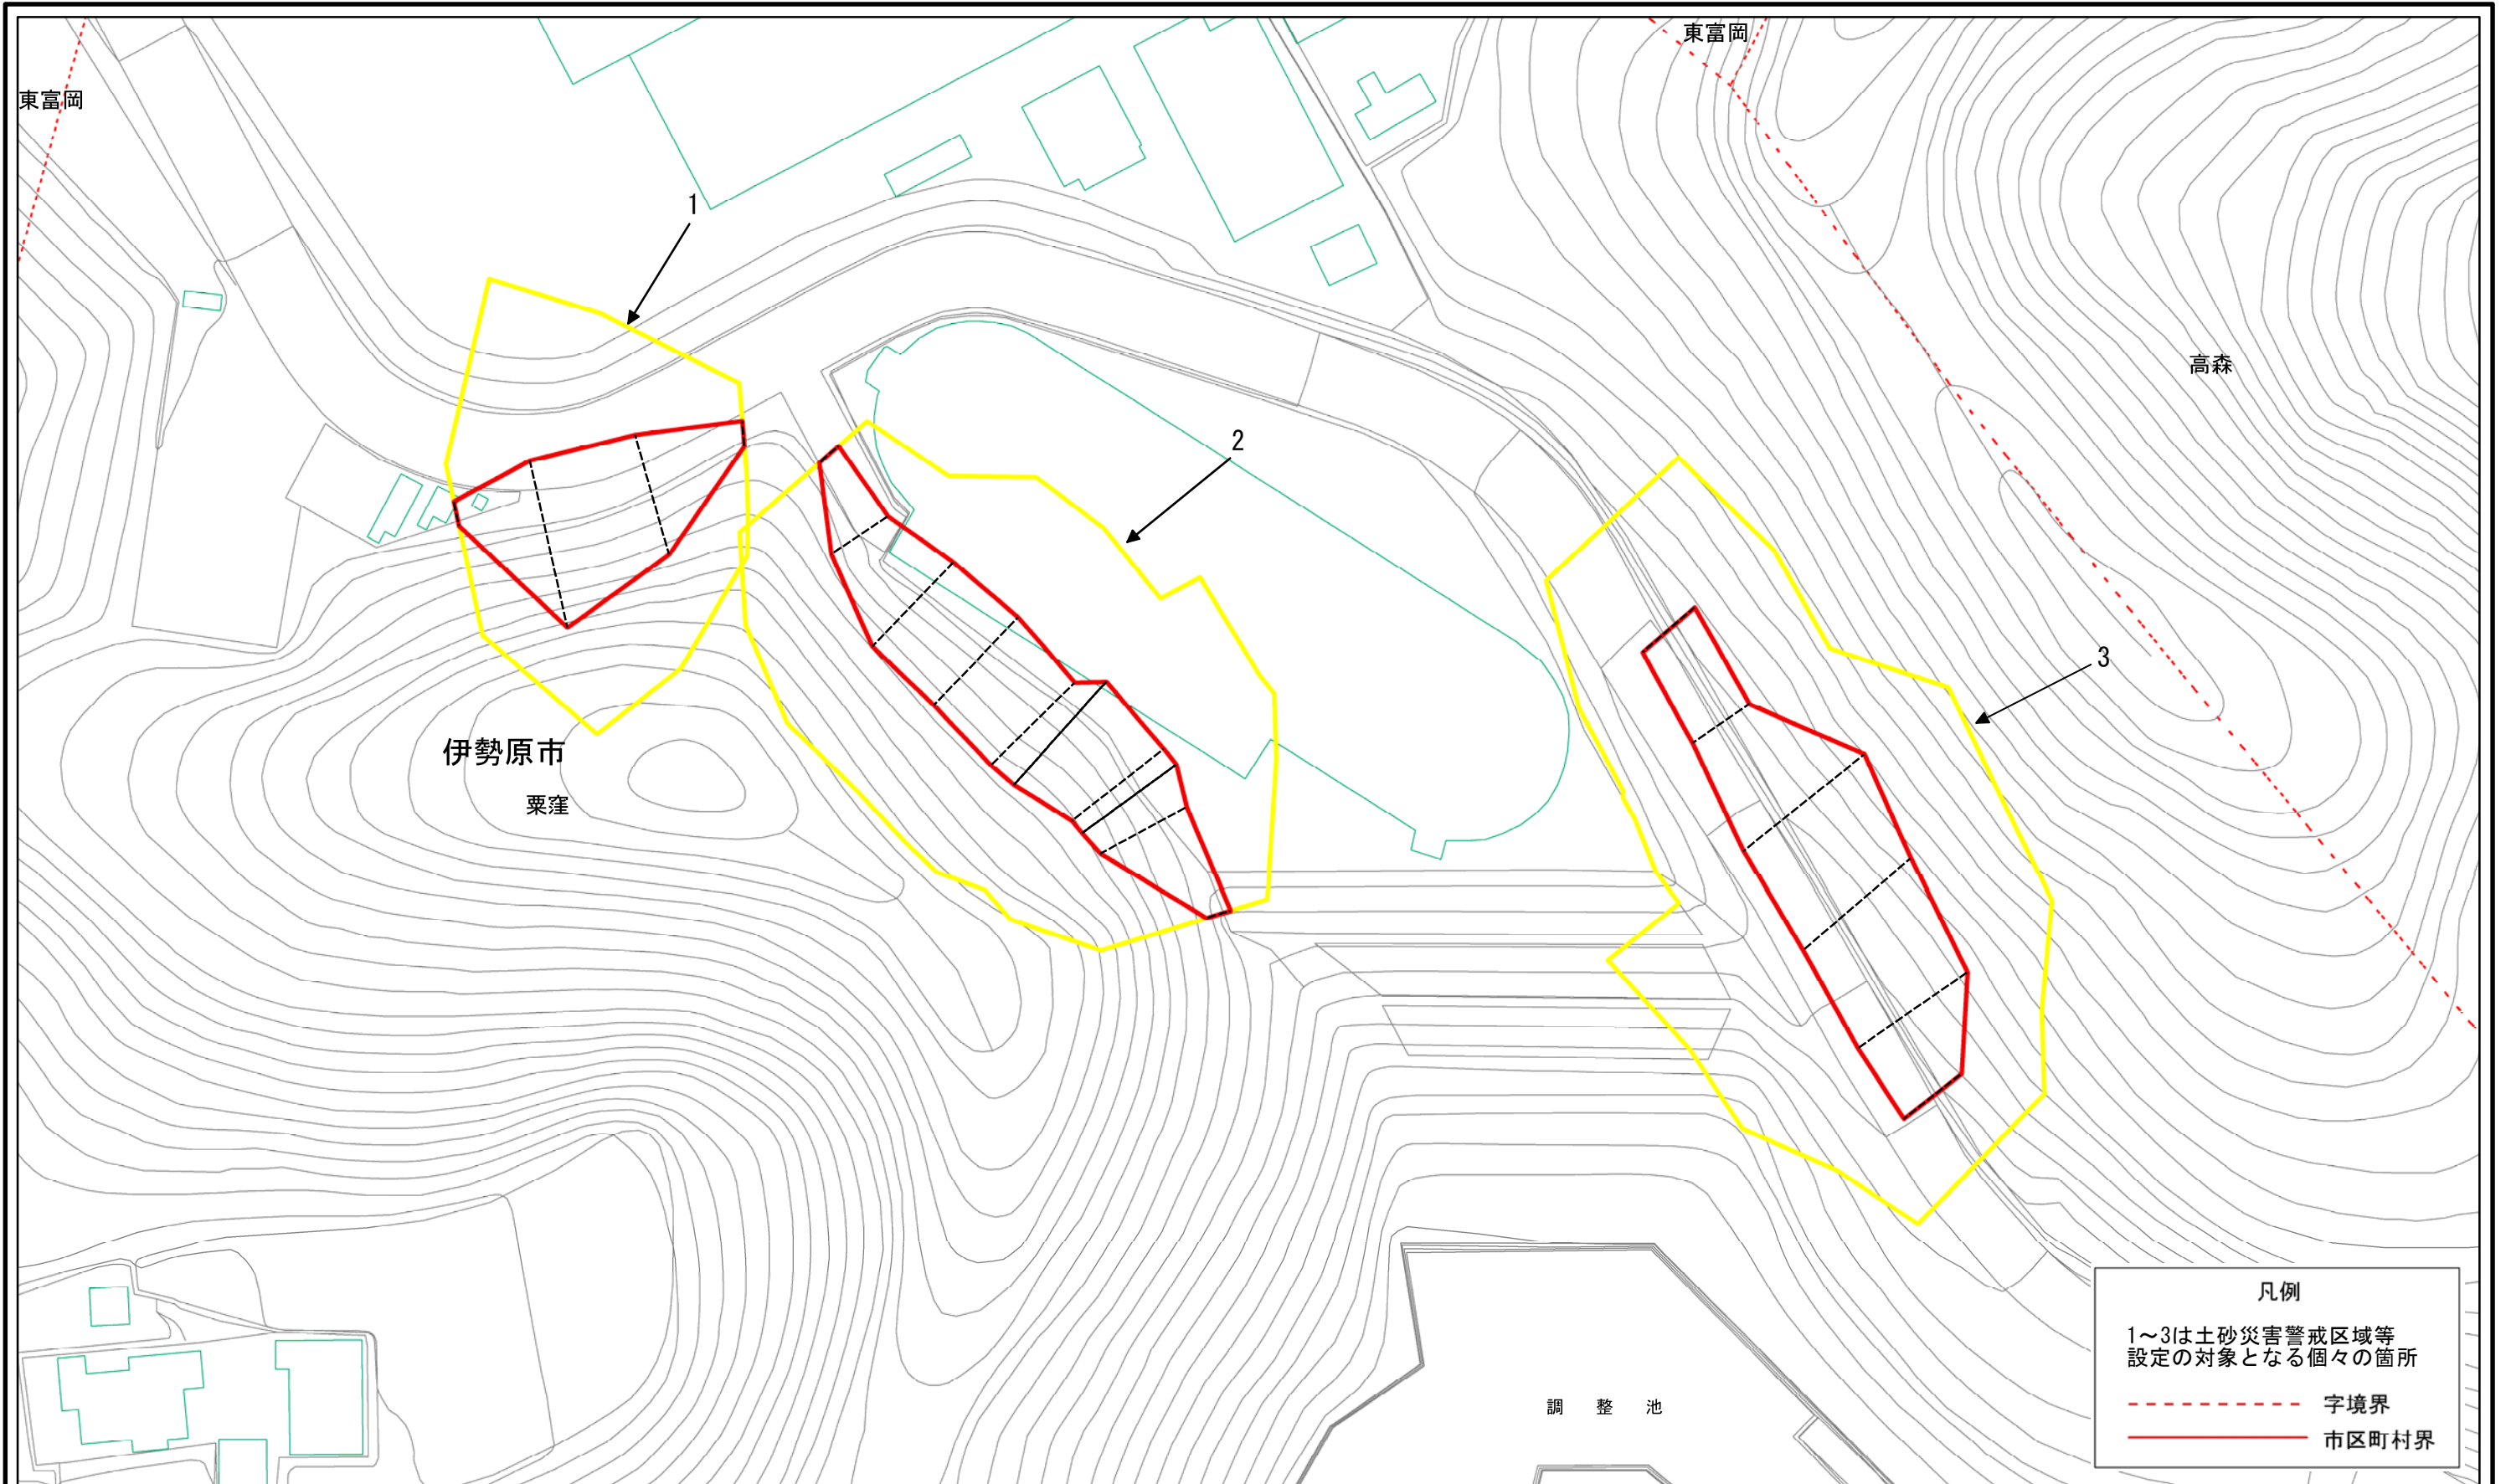 東富岡
東富岡
1
高森
2
3
伊勢原市
粟窪
凡例
1～3は土砂災害警戒区域等
設定の対象となる個々の箇所
字境界
市区町村界
調 整 池